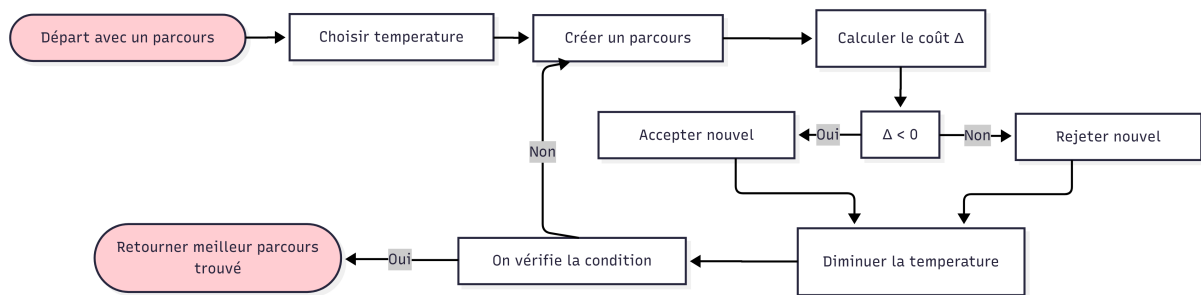 Départ avec un parcours
Choisir temperature
Créer un parcours
Calculer le coût Δ
Accepter nouvel
Oui
Δ < 0
Non
Rejeter nouvel
Non
Retourner meilleur parcours
trouvé
Oui
On vérifie la condition
Diminuer la temperature